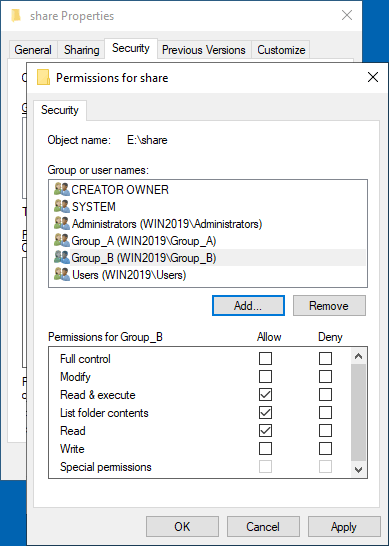 share Properties
General Sharing Security Previous Versions Customize
Permissions for share
Security
Object name: E:\share
Group or user names:
CREATOR OWNER
SYSTEM
Administrators (WIN2019\Administrators)
Group_A (WIN2019\Group_A)
Group_B (WIN2019\Group_B)
Users (WIN2019\Users)
Add... Remove
Permissions for Group_B Allow Deny
Full control
Modify
Read & execute
List folder contents
Read
Write
Special permissions
OK Cancel Apply